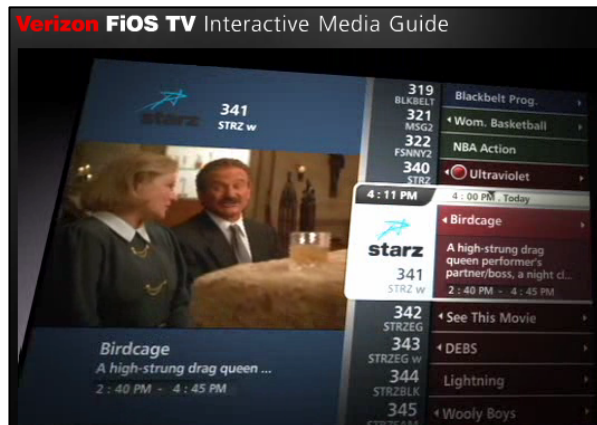 Verizon FiOS TV Interactive Media Guide
starz
341
STRZ w
Birdcage
A high-strung drag queen ...
2:40 PM - 4:45 PM
319
BLKBELT
Blackbelt Prog.
321
MSG2
Wom. Basketball
322
FSNNY2
NBA Action
340
STRZ
Ultraviolet
4:11 PM
4:00 PM. Today
starz
341
STRZ w
Birdcage
A high-strung drag
queen performer's
partner/boss, a night cl...
2:40 PM - 4:45 PM
342
STRZEG
See This Movie
343
STRZEG w
DEBS
344
STRZBLK
Lightning
345
Wooly Boys